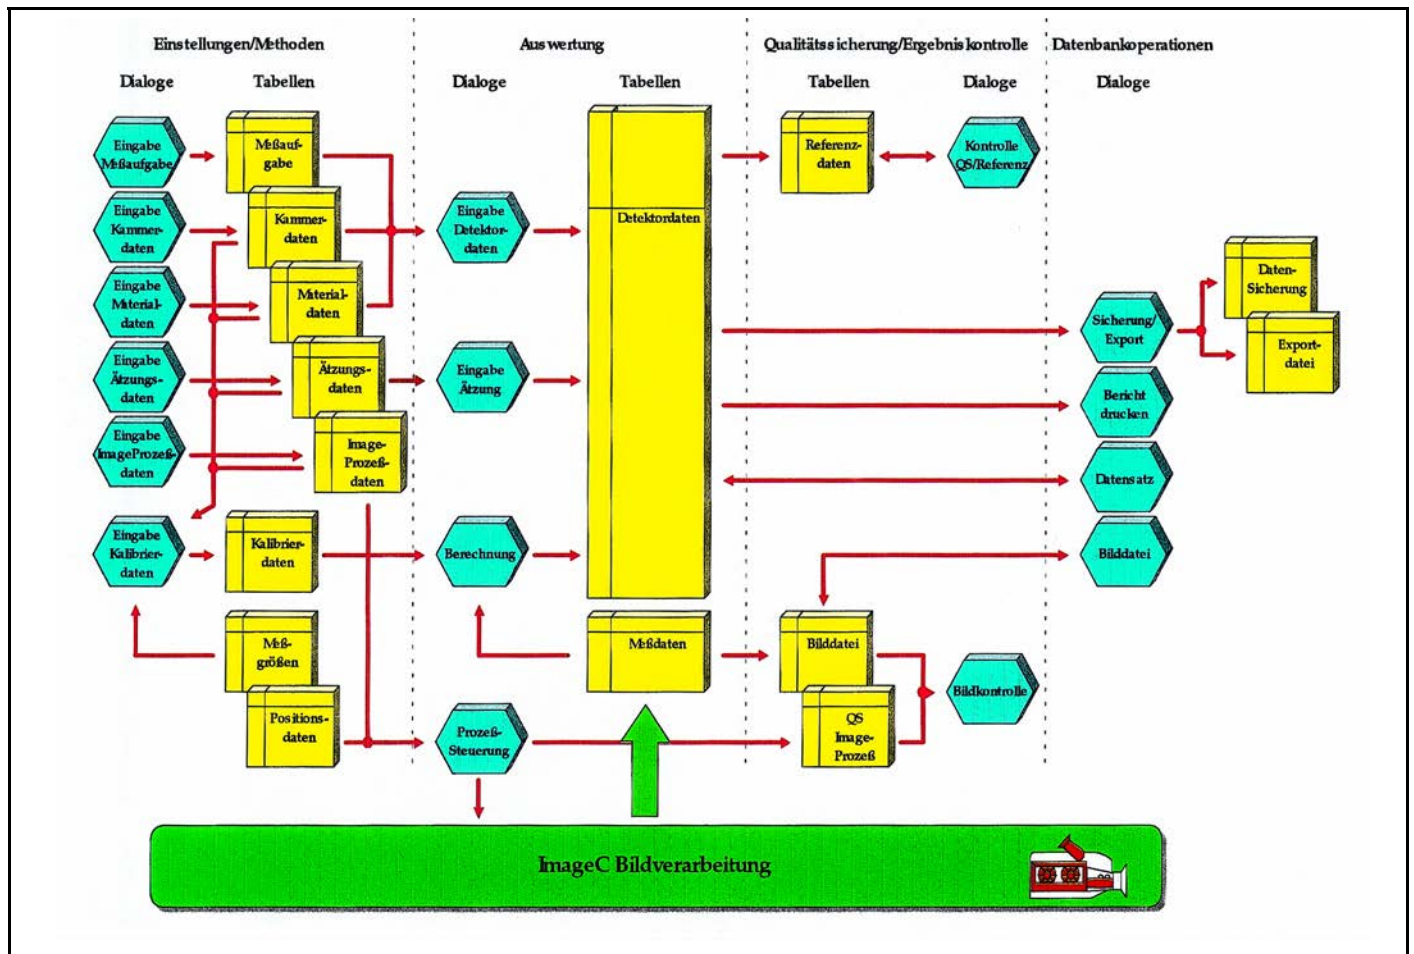 Einstellungen/Methoden
Auswertung
Qualitätssicherung/Ergebniskontrolle
Datenbankoperationen
Dialoge
Tabellen
Dialoge
Tabellen
Tabellen
Dialoge
Dialoge
Eingabe
Meßaufgabe
Meßauf-
gabe
Referenz-
daten
Kontrolle
QS/Referenz
Eingabe
Kammer-
daten
Kammer-
daten
Eingabe
Detektor-
daten
Detektordaten
Eingabe
Material-
daten
Material-
daten
Sicherung/
Export
Daten-
Sicherung
Export-
datei
Eingabe
Ätzungs-
daten
Ätzungs-
daten
Eingabe
Ätzung
Bericht
drucken
Eingabe
ImageProzeß-
daten
Image-
Prozeß-
daten
Datensatz
Eingabe
Kalibrier-
daten
Kalibrier-
daten
Berechnung
Bilddatei
Meß-
größen
Meßdaten
Bilddatei
Bildkontrolle
Positions-
daten
Prozeß-
Steuerung
QS
Image-
Prozeß
ImageC Bildverarbeitung